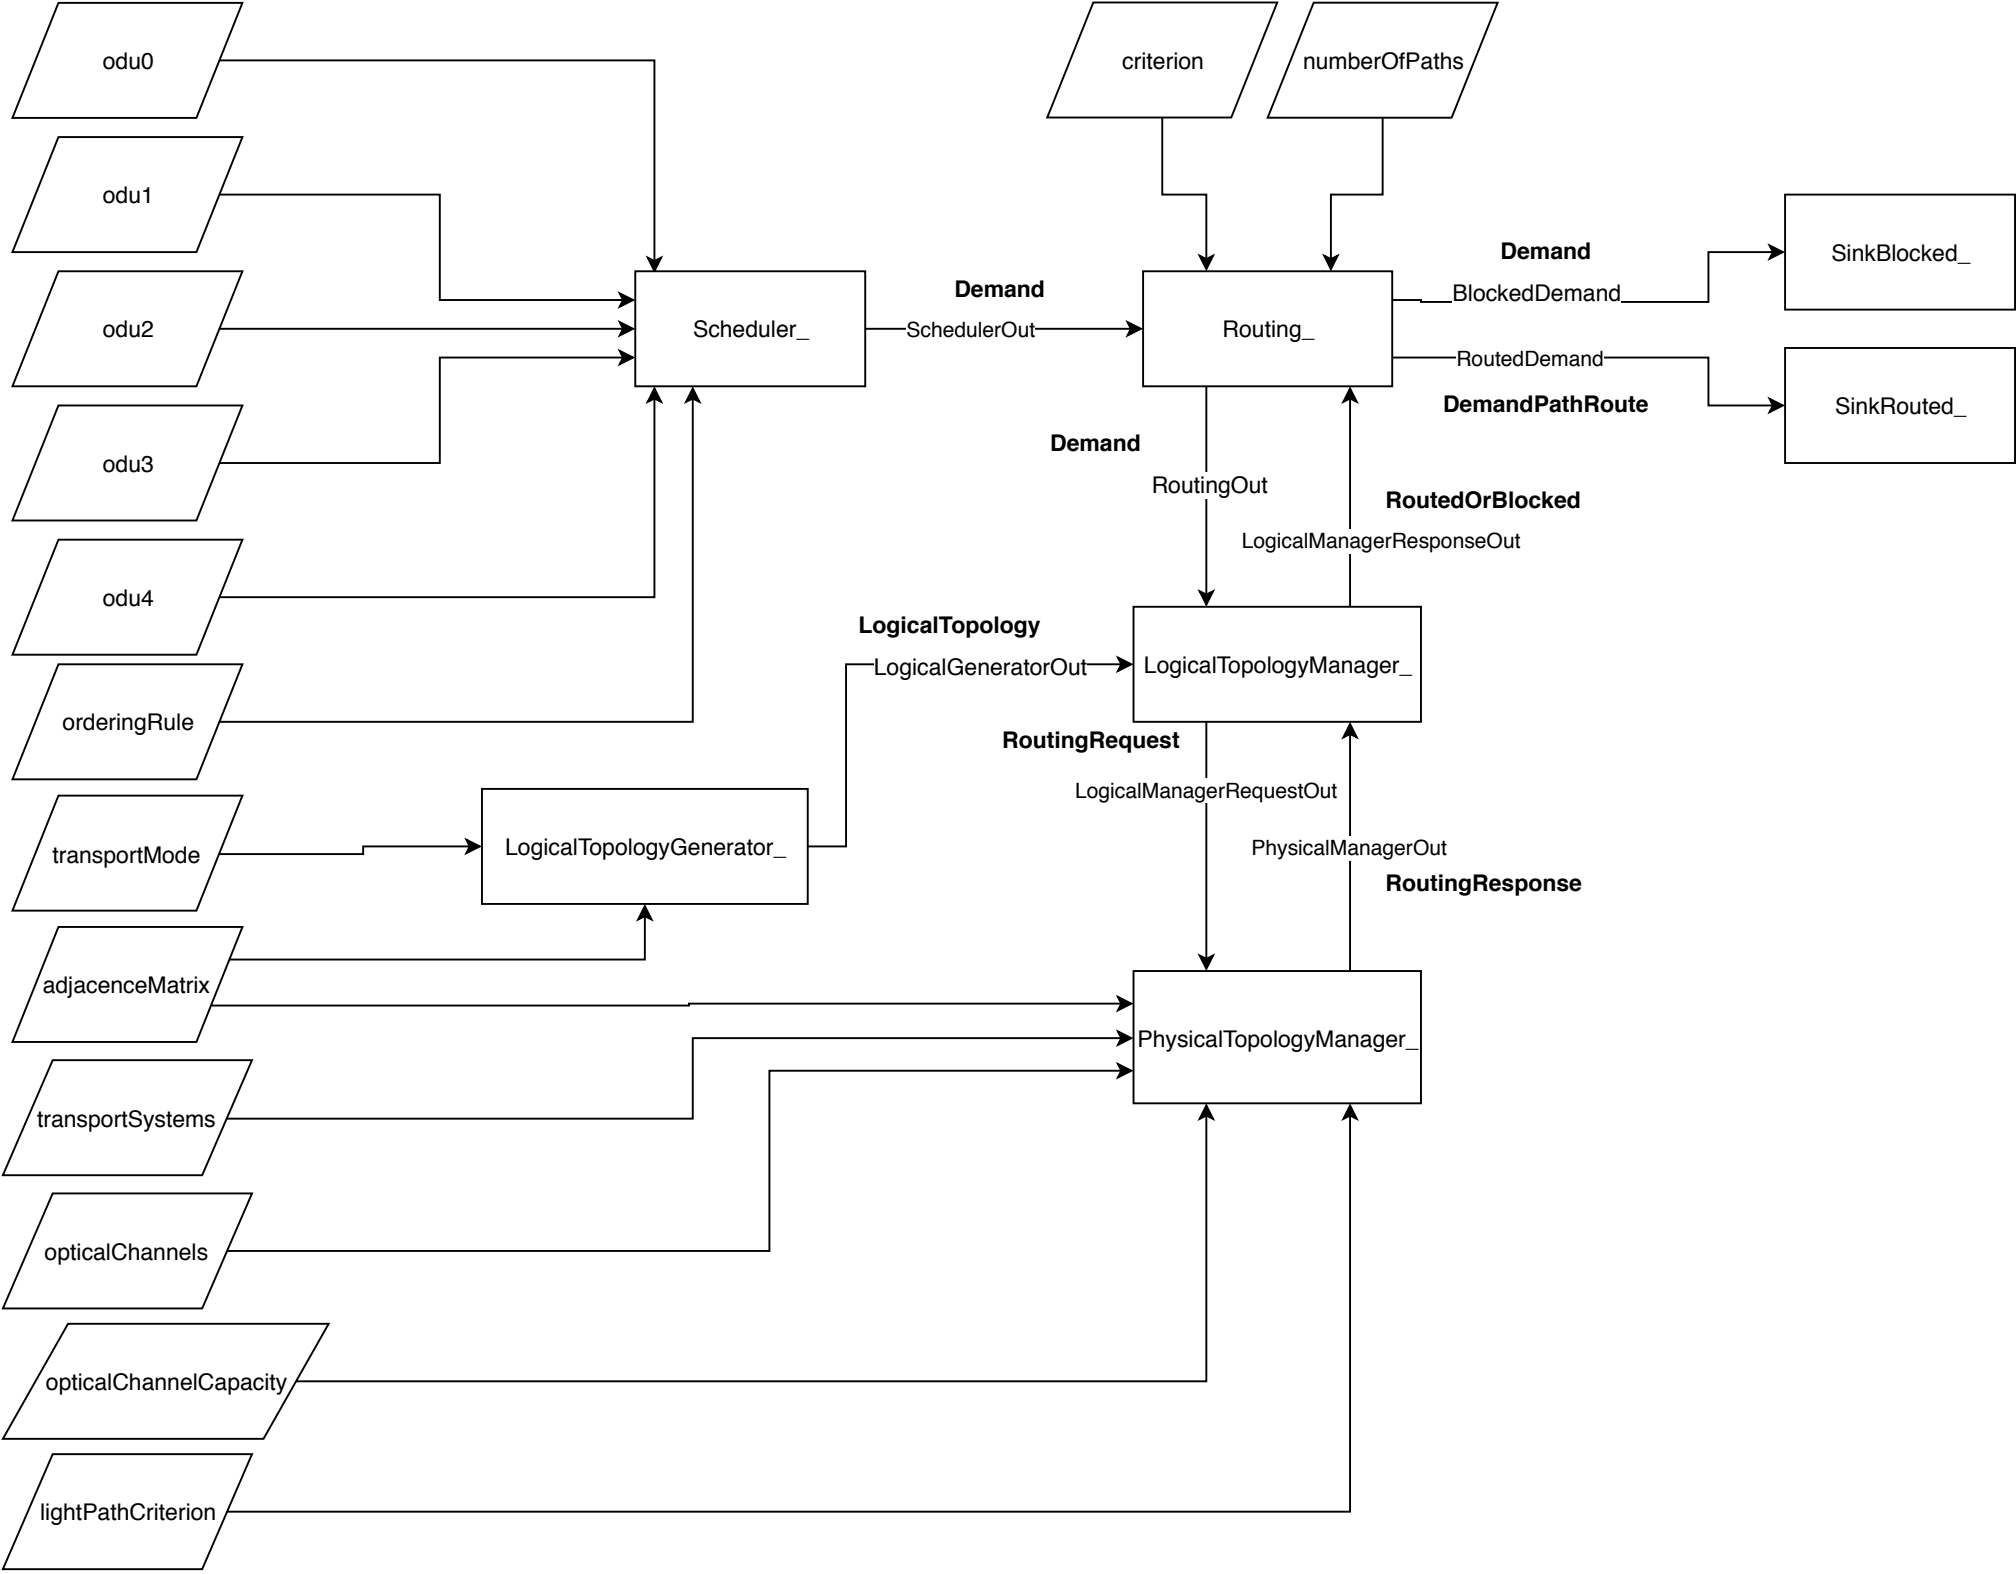 odu0
criterion
numberOfPaths
odu1
Demand
SinkBlocked_
Demand
BlockedDemand
odu2
Scheduler_
SchedulerOut
Routing_
RoutedDemand
DemandPathRoute
SinkRouted_
odu3
Demand
RoutingOut
RoutedOrBlocked
LogicalManagerResponseOut
odu4
LogicalTopology
LogicalGeneratorOut
LogicalTopologyManager_
orderingRule
RoutingRequest
LogicalManagerRequestOut
transportMode
LogicalTopologyGenerator_
PhysicalManagerOut
RoutingResponse
adjacenceMatrix
PhysicalTopologyManager_
transportSystems
opticalChannels
opticalChannelCapacity
lightPathCriterion